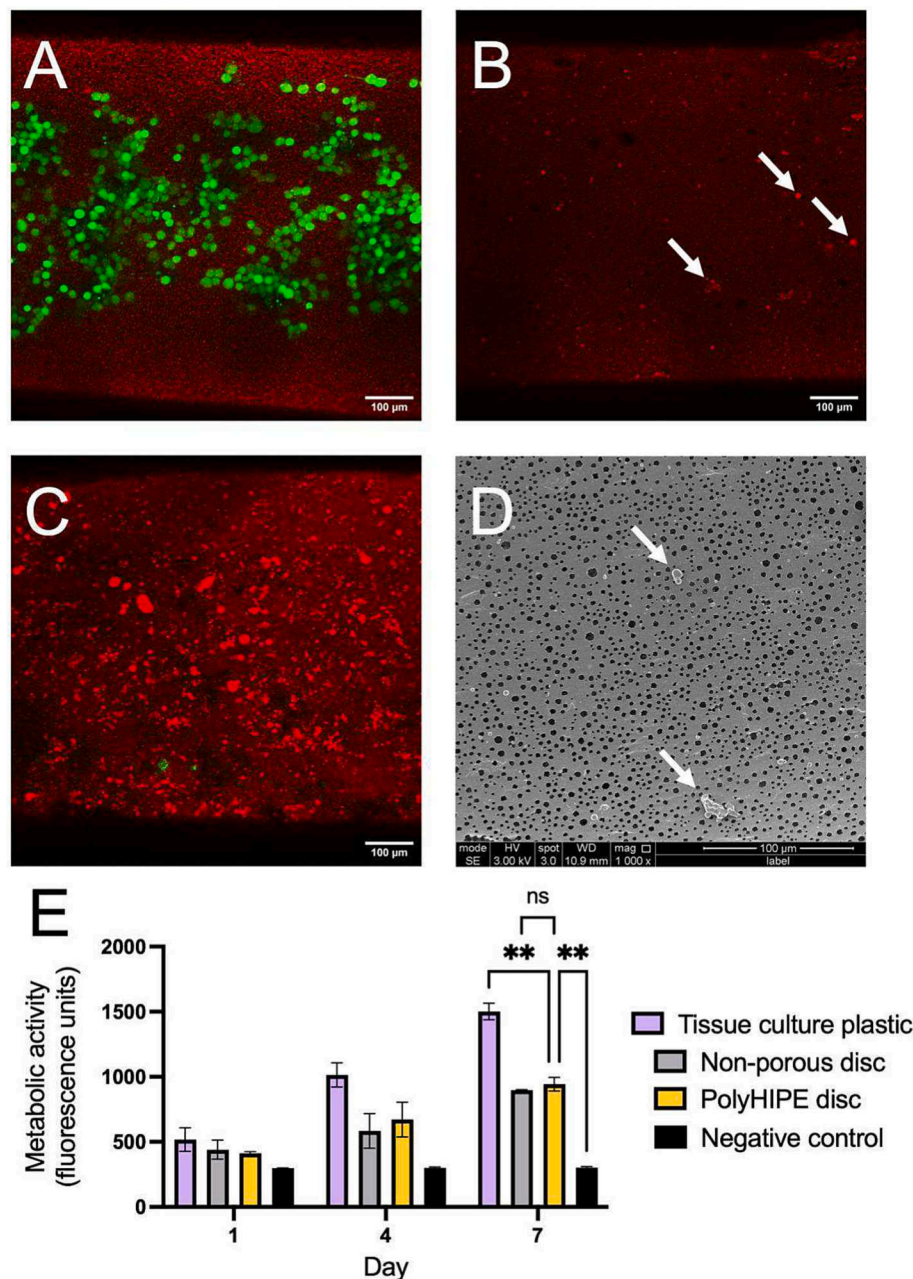 A
B
100 µm
100 µm
C
D
100 µm
mode HV spot WD mag □ 100 µm
SE 3.00 kV 3.0 10.9 mm 1 000 x label
E
ns
** **
2000
1500
1000
500
0
Metabolic activity
(fluorescence units)
1 4 7
Day
Tissue culture plastic
Non-porous disc
PolyHIPE disc
Negative control